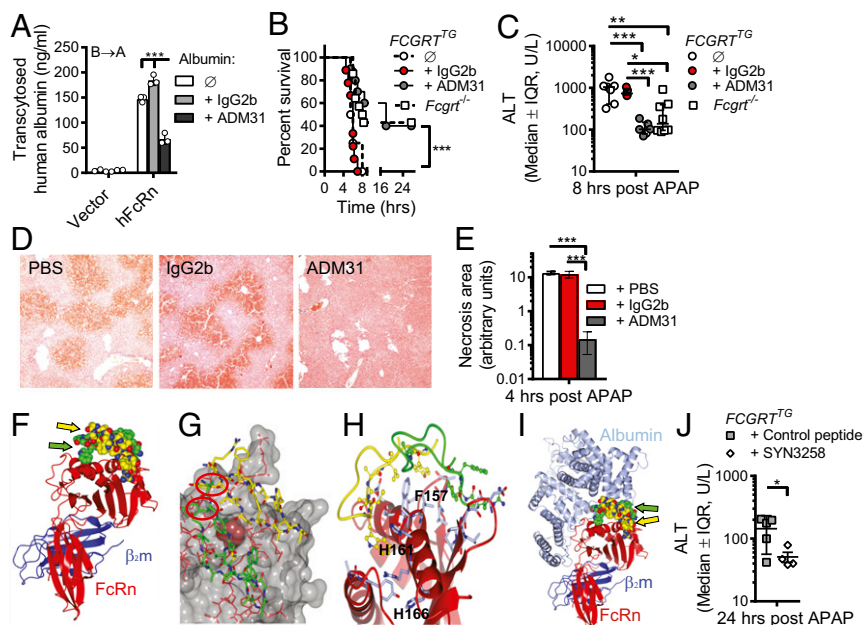 A
B→A
***
Albumin:
Ø
+ IgG2b
+ ADM31
Transcytosed
human albumin (ng/ml)
250
200
150
100
50
0
Vector
hFcRn
B
FCGRT^TG
Ø
+ IgG2b
+ ADM31
Fcgrt^-/-
Percent survival
100
80
60
40
20
0
***
0 4 8 16 24
Time (hrs)
C
**
***
*
***
FCGRT^TG
Ø
+ IgG2b
+ ADM31
Fcgrt^-/-
ALT
(Median ± IQR, U/L)
1000
100
10
8 hrs post APAP
D
PBS
IgG2b
ADM31
E
***
***
+ PBS
+ IgG2b
+ ADM31
Necrosis area
(arbitrary units)
10
1
0.1
0.01
4 hrs post APAP
F
β₂m
FcRn
G
H
F157
H161
H166
I
Albumin
β₂m
FcRn
J
FCGRT^TG
+ Control peptide
+ SYN3258
*
ALT
(Median ± IQR, U/L)
1000
100
10
24 hrs post APAP